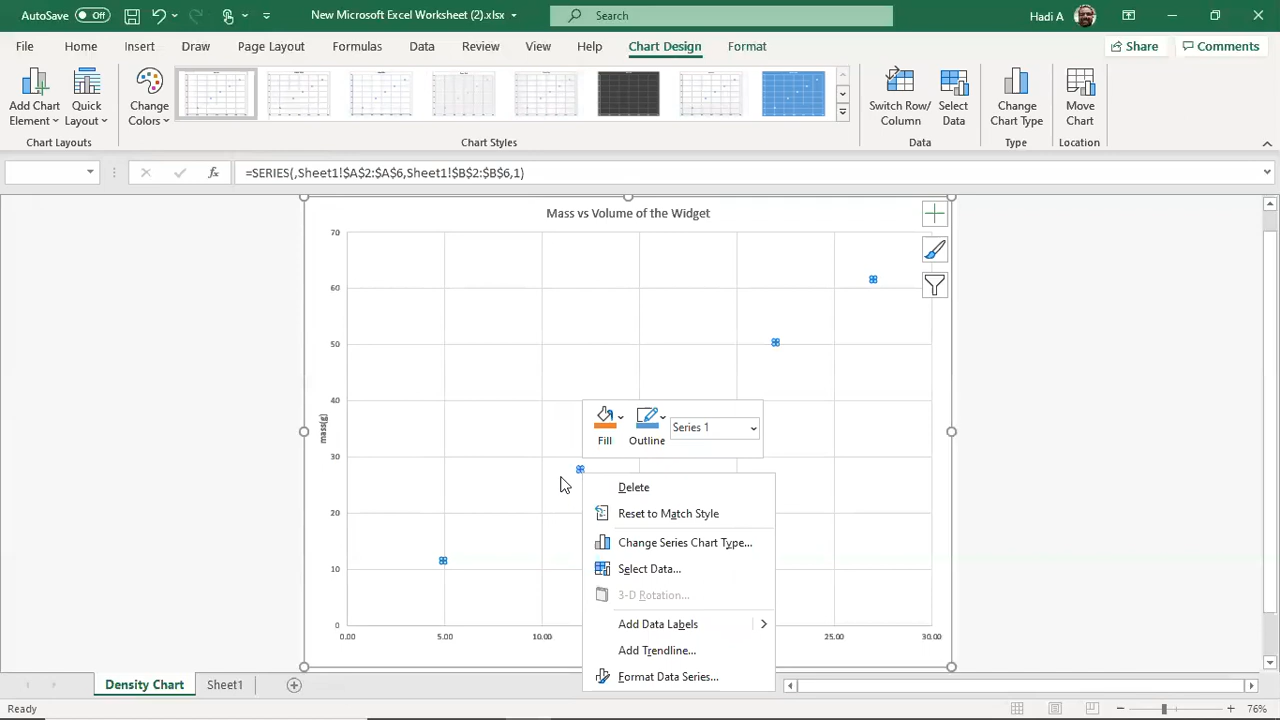 AutoSave Off New Microsoft Excel Worksheet (2).xlsx Search Hadi A
File Home Insert Draw Page Layout Formulas Data Review View Help Chart Design Format Share Comments
Add Chart Element Quick Layout Change Colors Switch Row/ Column Select Data Change Chart Type Move Chart
Chart Layouts Chart Styles Data Type Location
fx =SERIES(,Sheet1!$A$2:$A$6,Sheet1!$B$2:$B$6,1)
Mass vs Volume of the Widget
70
60
50
40
30
20
10
0
mass(g)
0.00 5.00 10.00 25.00 30.00
Series 1
Fill Outline
Delete
Reset to Match Style
Change Series Chart Type...
Select Data...
3-D Rotation...
Add Data Labels
Add Trendline...
Format Data Series...
Density Chart Sheet1
Ready 76%